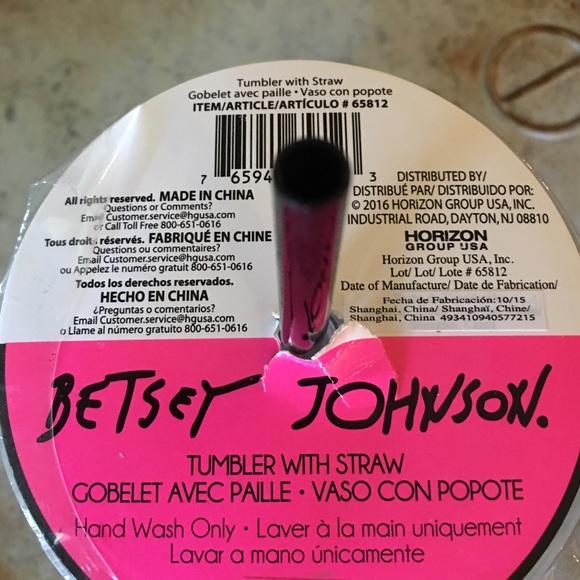 Tumbler with Straw
Gobelet avec paille • Vaso con popote
ITEM/ARTICLE/ARTÍCULO # 65812
7 6594 3
All rights reserved. MADE IN CHINA
Questions or Comments?
Email Customer.service@hgusa.com
or Call Toll Free 800-651-0616
Tous droits réservés. FABRIQUÉ EN CHINE
Questions ou commentaires?
Email Customer.service@hgusa.com
ou Appelez le numéro gratuit 800-651-0616
Todos los derechos reservados.
HECHO EN CHINA
¿Preguntas o comentarios?
Email Customer.service@hgusa.com
o Llame al número gratuito 800-651-0616
DISTRIBUTED BY/
DISTRIBUÉ PAR/ DISTRIBUIDO POR:
© 2016 HORIZON GROUP USA, INC.
INDUSTRIAL ROAD, DAYTON, NJ 08810
HORIZON
GROUP USA
Horizon Group USA, Inc.
Lot/ Lot/ Lote # 65812
Date of Manufacture/ Date de Fabrication/
Fecha de Fabricación:10/15
Shanghai, China/ Shanghaï, Chine/
Shanghai, China 493410940577215
BETSEY JOHNSON.
TUMBLER WITH STRAW
GOBELET AVEC PAILLE • VASO CON POPOTE
Hand Wash Only • Laver à la main uniquement
Lavar a mano únicamente